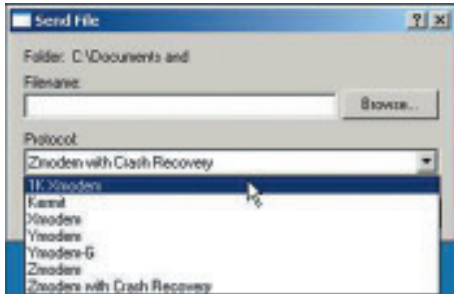 Send File
Folder: C:\Documents and
Filename:
Browse...
Protocol:
Zmodem with Crash Recovery
1K Xmodem
Kermit
Xmodem
Ymodem
Ymodem-G
Zmodem
Zmodem with Crash Recovery